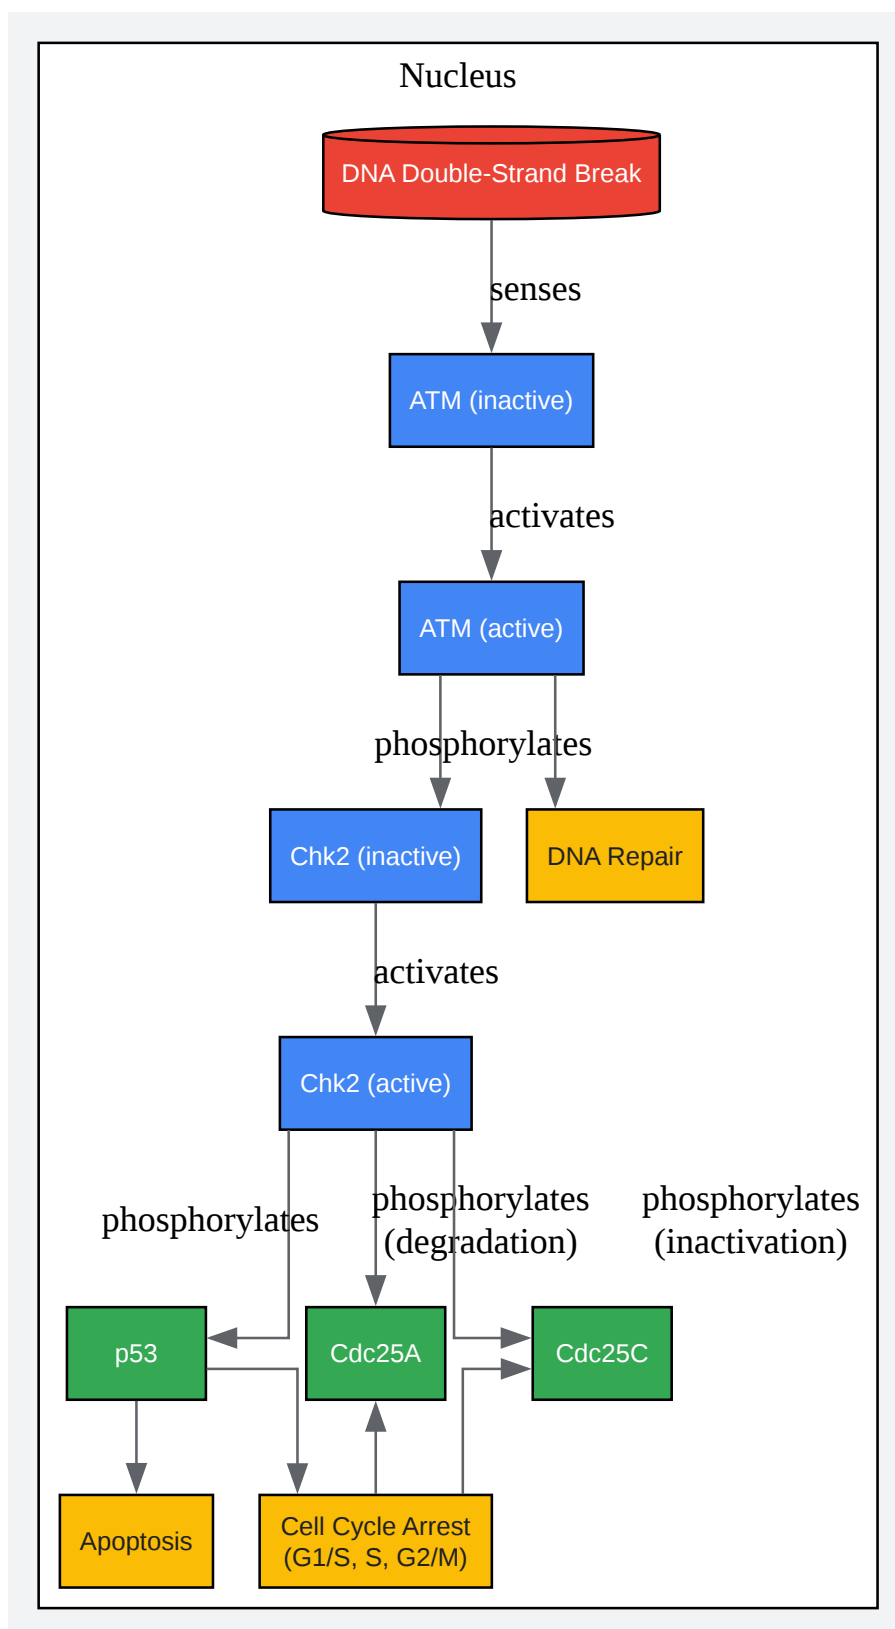 Nucleus
DNA Double-Strand Break
senses
ATM (inactive)
activates
ATM (active)
phosphorylates
Chk2 (inactive)
DNA Repair
activates
Chk2 (active)
phosphorylates
phosphorylates
(degradation)
phosphorylates
(inactivation)
p53
Cdc25A
Cdc25C
Apoptosis
Cell Cycle Arrest
(G1/S, S, G2/M)